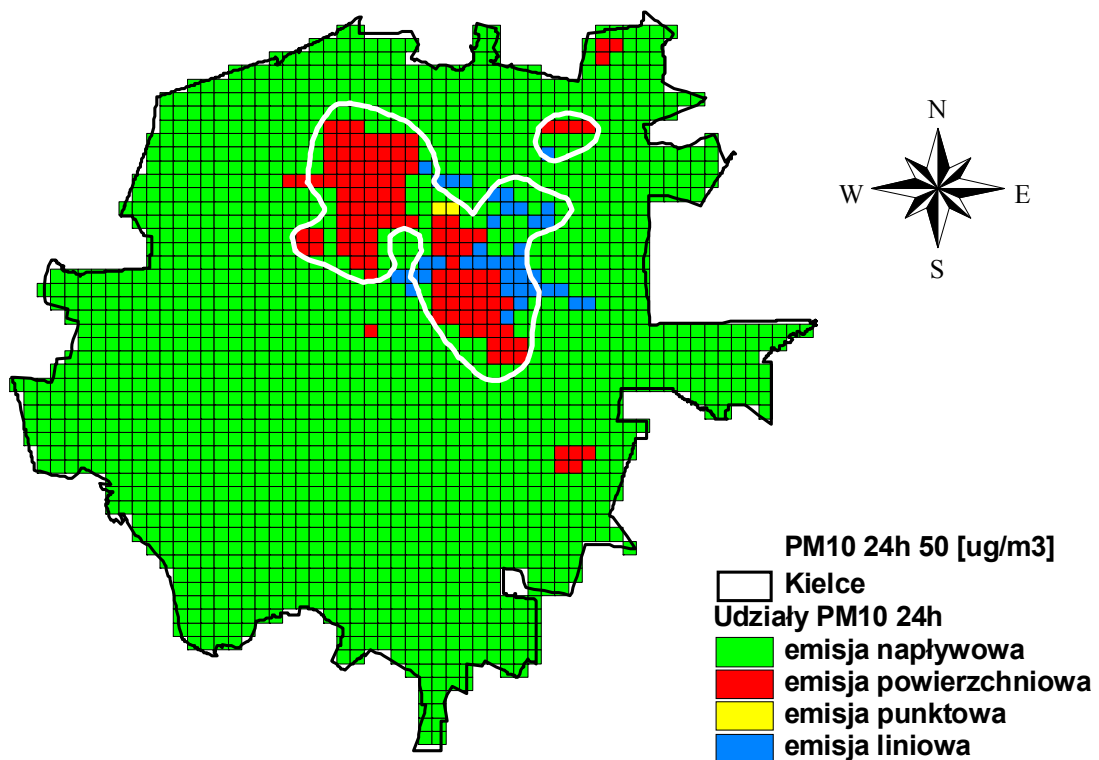 N
W
E
S
PM10 24h 50 [ug/m3]
Kielce
Udziały PM10 24h
emisja napływowa
emisja powierzchniowa
emisja punktowa
emisja liniowa